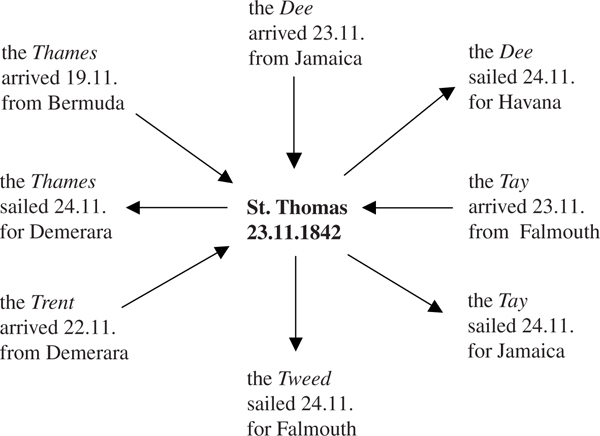 the Dee
arrived 23.11.
from Jamaica
the Thames
arrived 19.11.
from Bermuda
the Dee
sailed 24.11.
for Havana
the Thames
sailed 24.11.
for Demerara
St. Thomas
23.11.1842
the Tay
arrived 23.11.
from Falmouth
the Trent
arrived 22.11.
from Demerara
the Tay
sailed 24.11.
for Jamaica
the Tweed
sailed 24.11.
for Falmouth